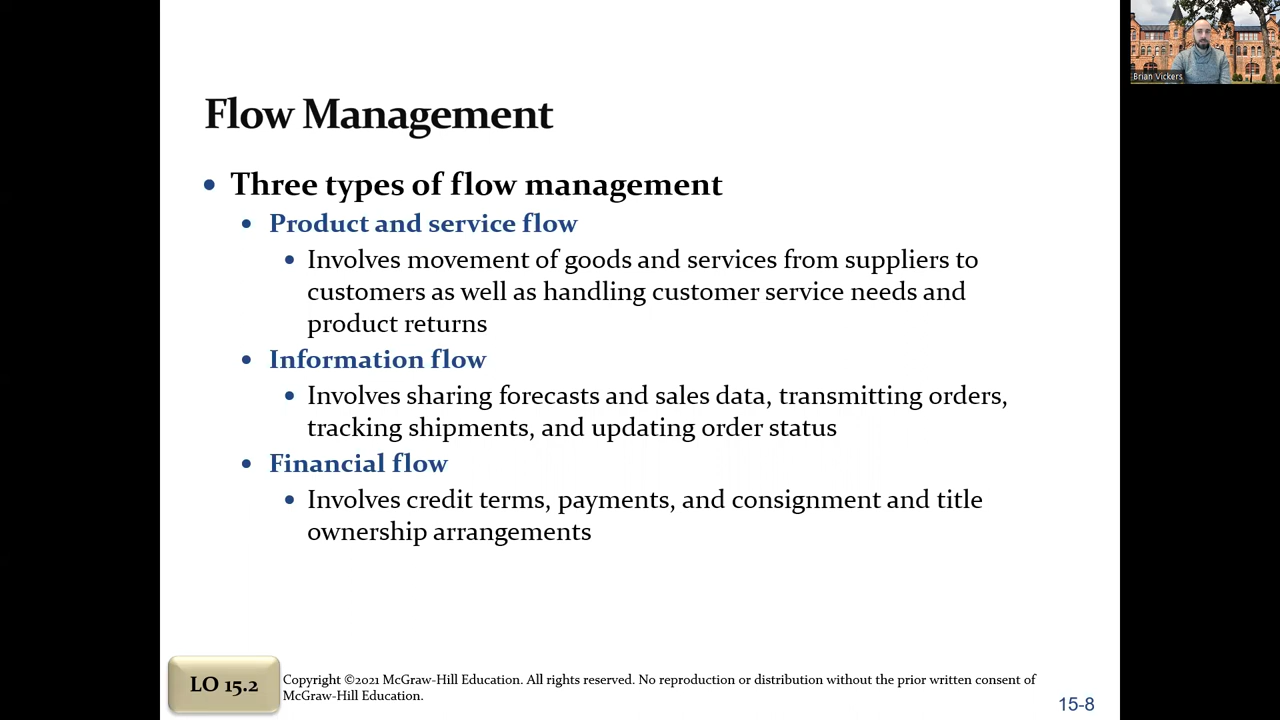 Brian Vickers
Flow Management
• Three types of flow management
• Product and service flow
• Involves movement of goods and services from suppliers to
customers as well as handling customer service needs and
product returns
• Information flow
• Involves sharing forecasts and sales data, transmitting orders,
tracking shipments, and updating order status
• Financial flow
• Involves credit terms, payments, and consignment and title
ownership arrangements
LO 15.2
Copyright ©2021 McGraw-Hill Education. All rights reserved. No reproduction or distribution without the prior written consent of
McGraw-Hill Education.
15-8